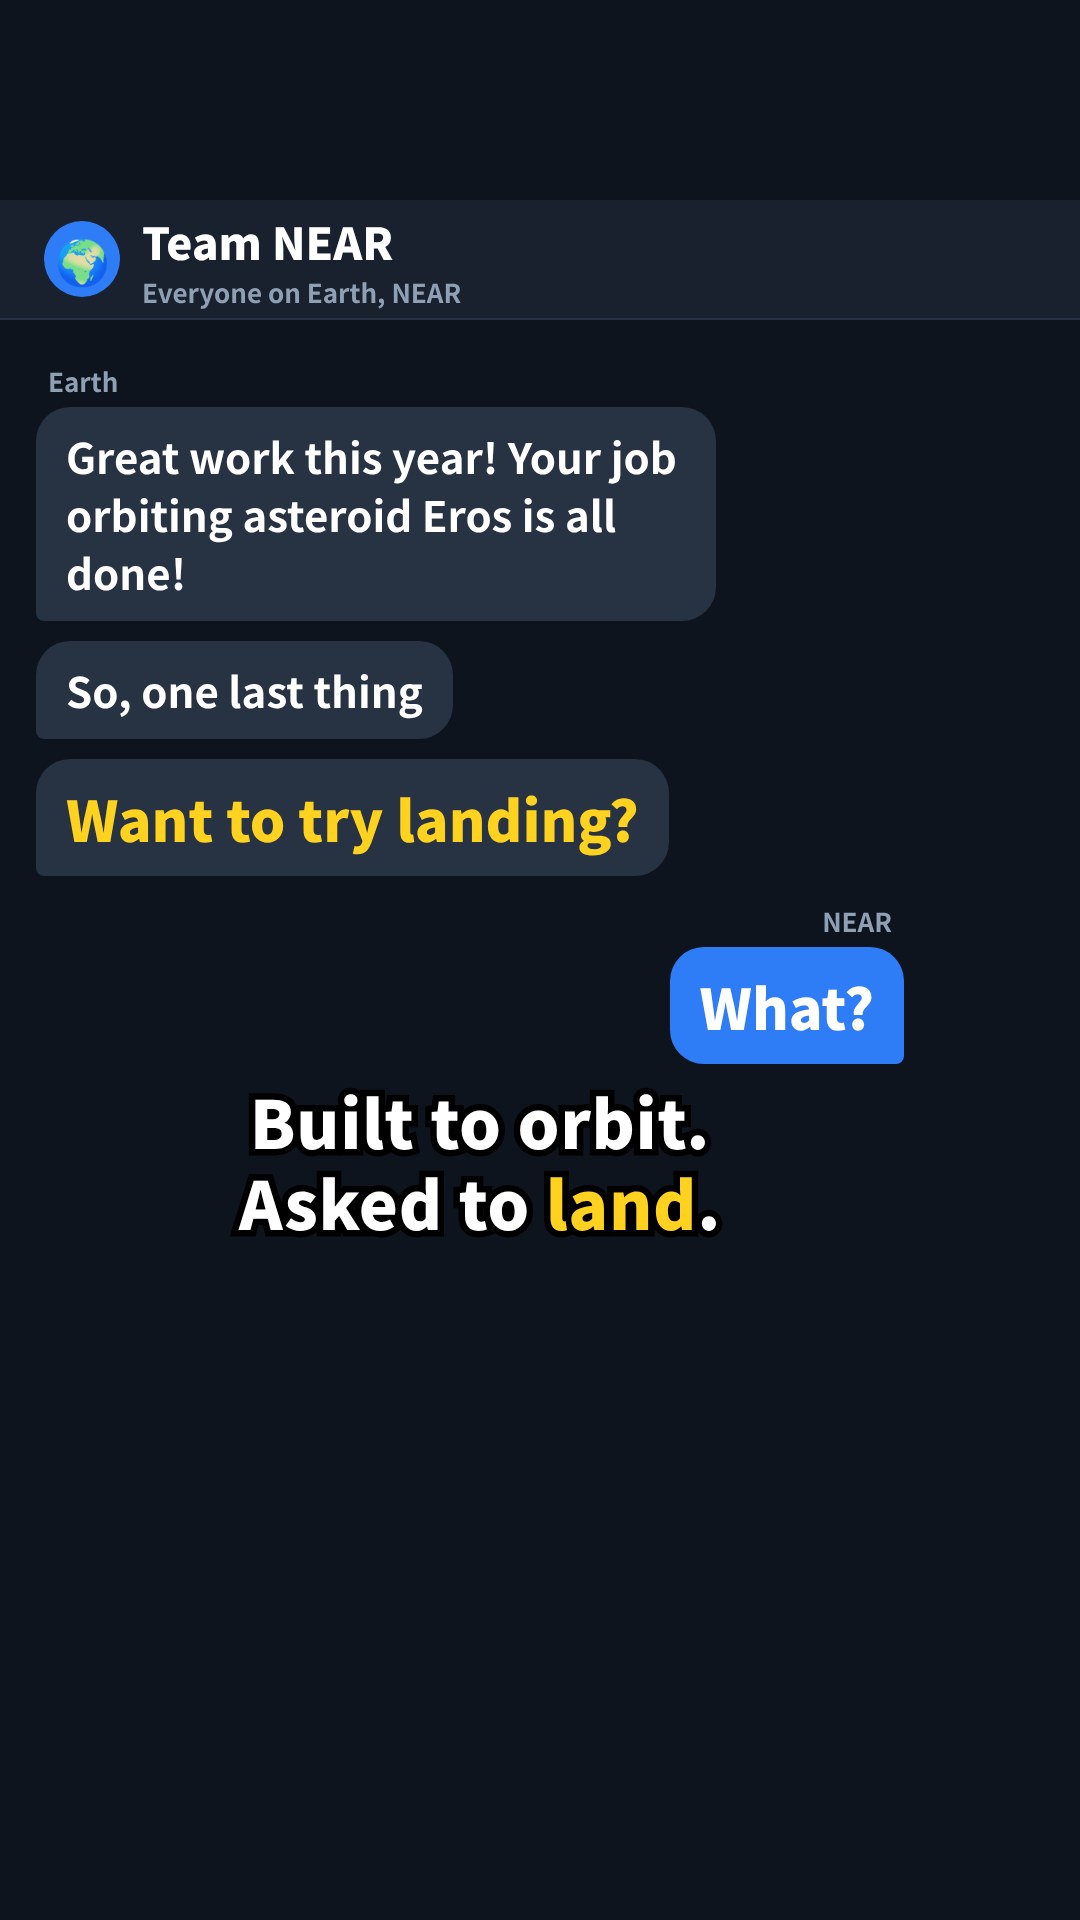 Team NEAR
Everyone on Earth, NEAR
Earth
Great work this year! Your job
orbiting asteroid Eros is all
done!
So, one last thing
Want to try landing?
NEAR
What?
Built to orbit.
Asked to land.